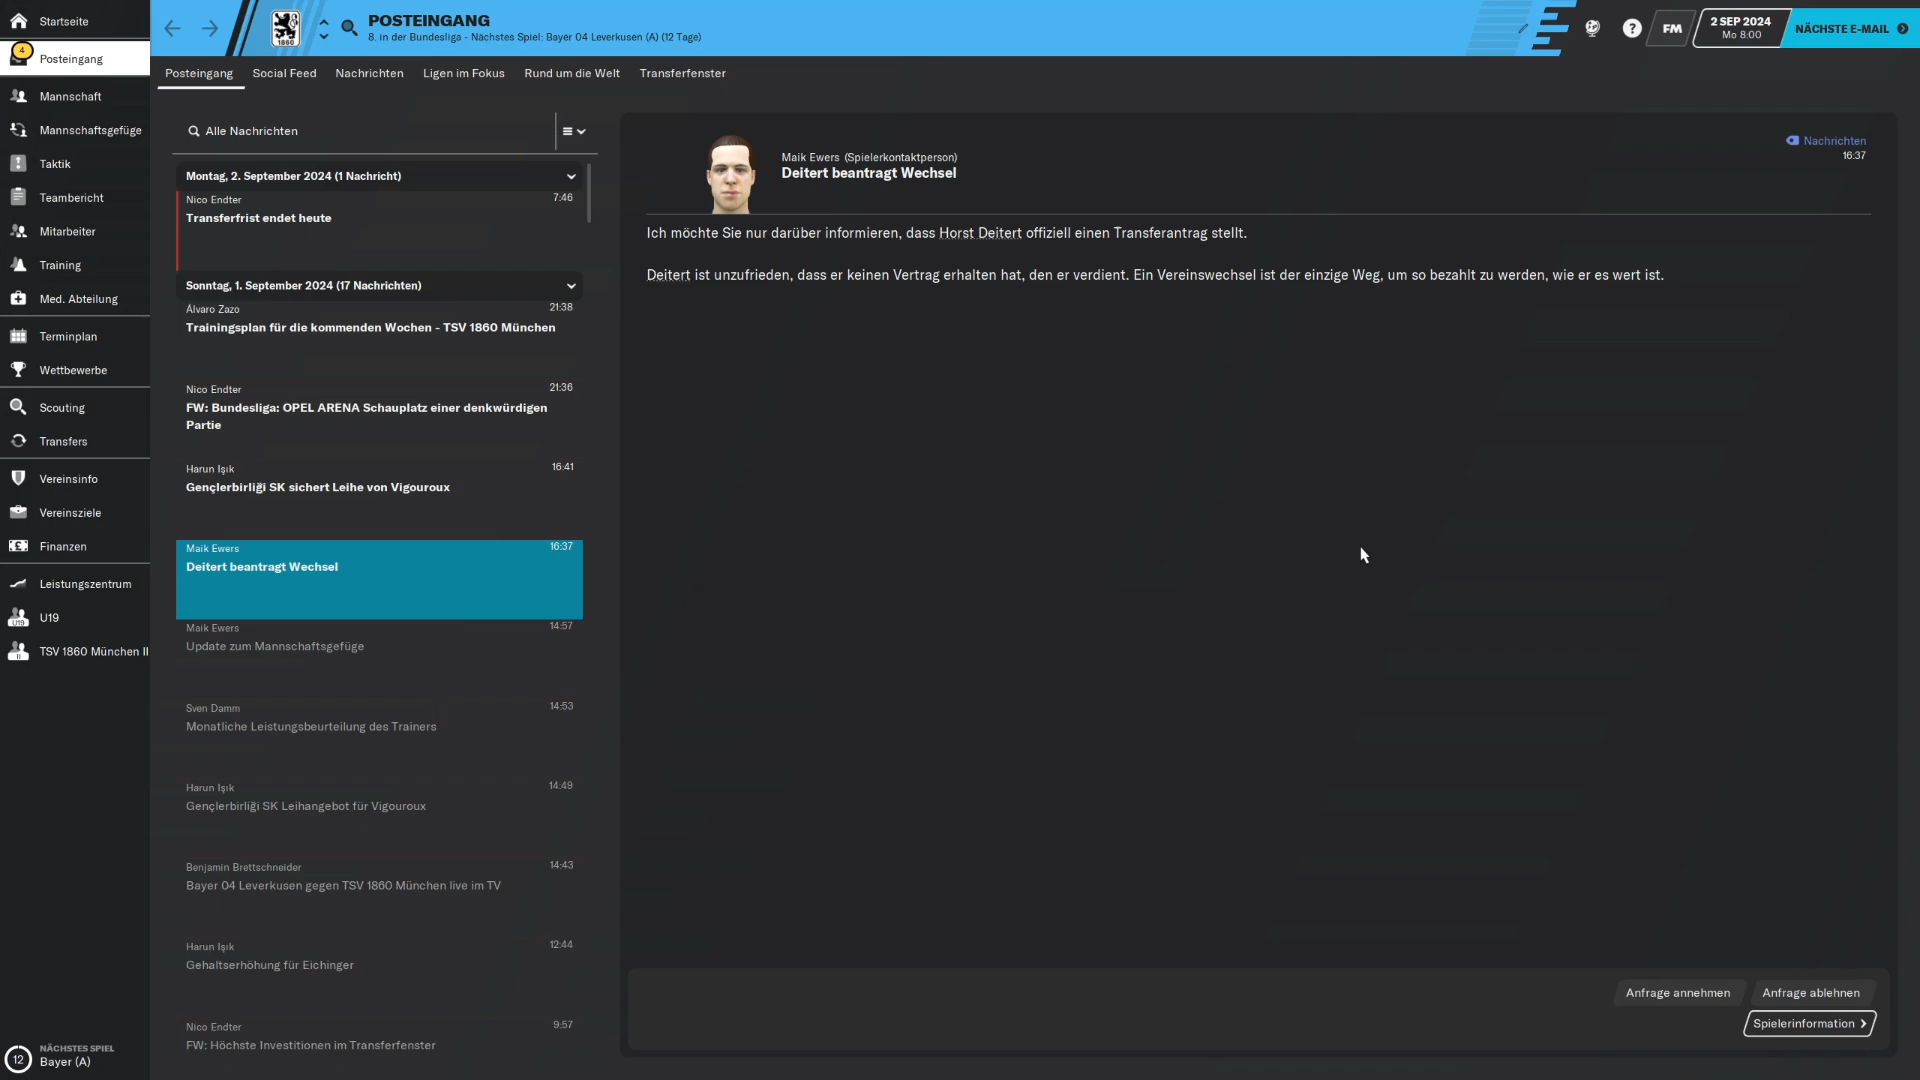 Startseite
4
Posteingang
Mannschaft
Mannschaftsgefüge
Taktik
Teambericht
Mitarbeiter
Training
Med. Abteilung
Terminplan
Wettbewerbe
Scouting
Transfers
Vereinsinfo
Vereinsziele
Finanzen
Leistungszentrum
U19
U19
TSV 1860 München II
II
12
NÄCHSTES SPIEL
Bayer (A)
1860
POSTEINGANG
8. in der Bundesliga - Nächstes Spiel: Bayer 04 Leverkusen (A) (12 Tage)
?
FM
2 SEP 2024
Mo 8:00
NÄCHSTE E-MAIL
Posteingang Social Feed Nachrichten Ligen im Fokus Rund um die Welt Transferfenster
Alle Nachrichten
Montag, 2. September 2024 (1 Nachricht)
Nico Endter 7:46
Transferfrist endet heute
Sonntag, 1. September 2024 (17 Nachrichten)
Álvaro Zazo 21:38
Trainingsplan für die kommenden Wochen - TSV 1860 München
Nico Endter 21:36
FW: Bundesliga: OPEL ARENA Schauplatz einer denkwürdigen
Partie
Harun Işık 16:41
Gençlerbirliği SK sichert Leihe von Vigouroux
Maik Ewers 16:37
Deitert beantragt Wechsel
Maik Ewers 14:57
Update zum Mannschaftsgefüge
Sven Damm 14:53
Monatliche Leistungsbeurteilung des Trainers
Harun Işık 14:49
Gençlerbirliği SK Leihangebot für Vigouroux
Benjamin Brettschneider 14:43
Bayer 04 Leverkusen gegen TSV 1860 München live im TV
Harun Işık 12:44
Gehaltserhöhung für Eichinger
Nico Endter 9:57
FW: Höchste Investitionen im Transferfenster
Maik Ewers (Spielerkontaktperson)
Deitert beantragt Wechsel
Nachrichten
16:37
Ich möchte Sie nur darüber informieren, dass Horst Deitert offiziell einen Transferantrag stellt.
Deitert ist unzufrieden, dass er keinen Vertrag erhalten hat, den er verdient. Ein Vereinswechsel ist der einzige Weg, um so bezahlt zu werden, wie er es wert ist.
Anfrage annehmen Anfrage ablehnen
Spielerinformation